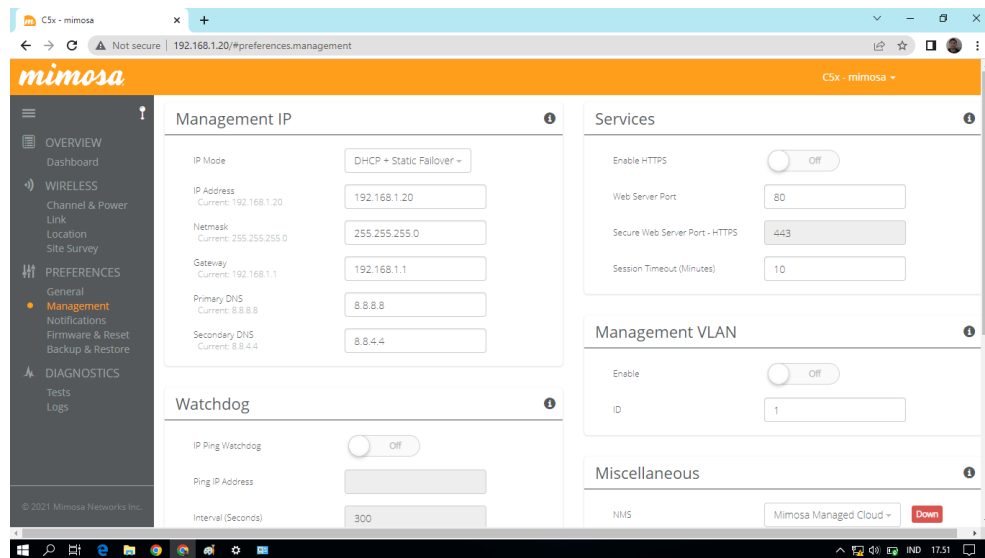 C5x - mimosa
Not secure | 192.168.1.20/#preferences.management
mimosa
C5x - mimosa
OVERVIEW
Dashboard
WIRELESS
Channel & Power
Link
Location
Site Survey
PREFERENCES
General
Management
Notifications
Firmware & Reset
Backup & Restore
DIAGNOSTICS
Tests
Logs
© 2021 Mimosa Networks Inc.
Management IP
IP Mode DHCP + Static Failover
IP Address 192.168.1.20
Current: 192.168.1.20
Netmask 255.255.255.0
Current: 255.255.255.0
Gateway 192.168.1.1
Current: 192.168.1.1
Primary DNS 8.8.8.8
Current: 8.8.8.8
Secondary DNS 8.8.4.4
Current: 8.8.4.4
Watchdog
IP Ping Watchdog Off
Ping IP Address
Interval (Seconds) 300
Services
Enable HTTPS Off
Web Server Port 80
Secure Web Server Port - HTTPS 443
Session Timeout (Minutes) 10
Management VLAN
Enable Off
ID 1
Miscellaneous
NMS Mimosa Managed Cloud Down
IND 17.51